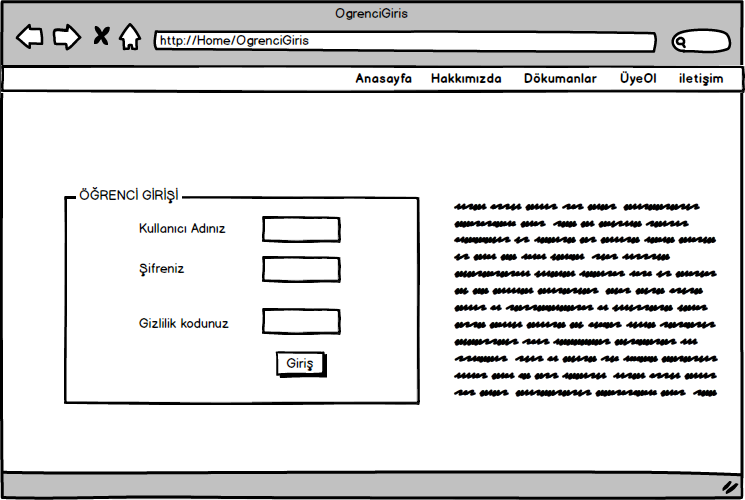 OgrenciGiris
http://Home/OgrenciGiris
Anasayfa Hakkımızda Dökumanlar ÜyeOl iletişim
ÖĞRENCİ GİRİŞİ
Kullanıcı Adınız
Şifreniz
Gizlilik kodunuz
Giriş